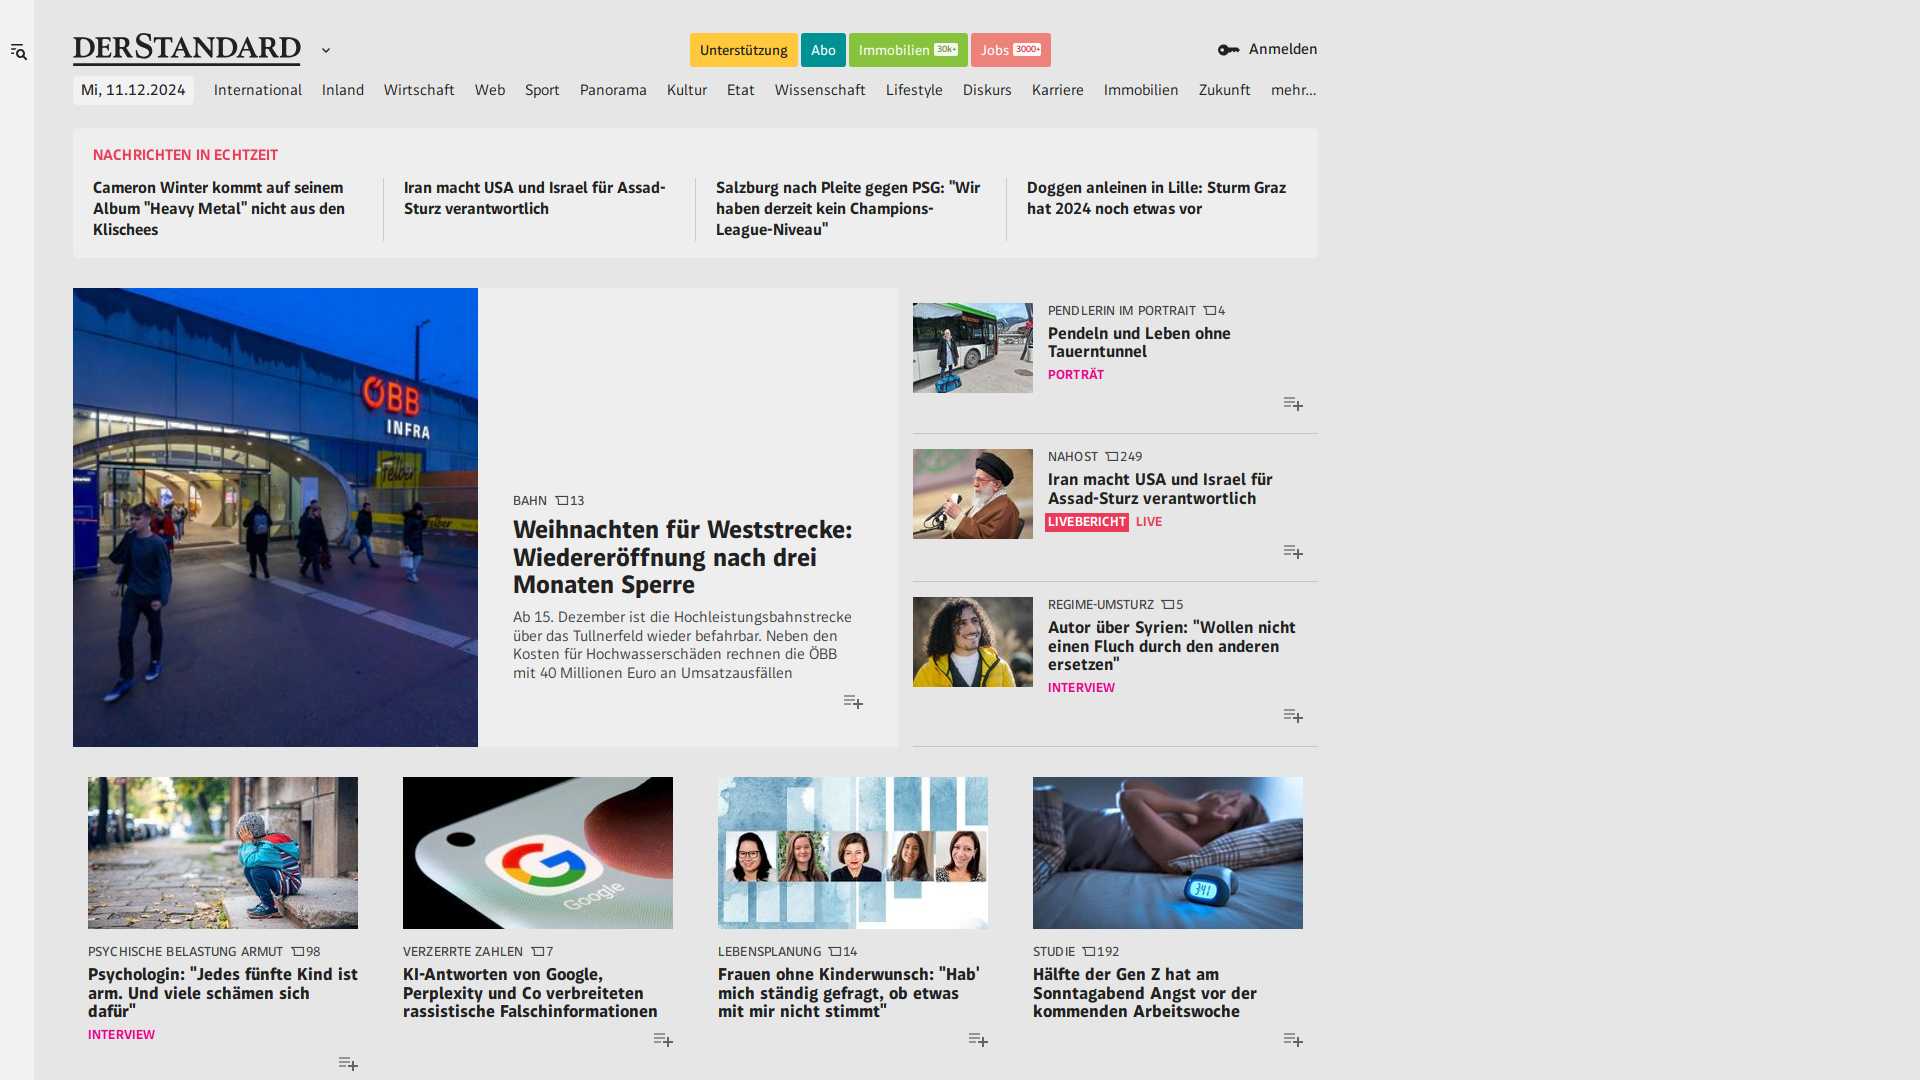 DERSTANDARD
Unterstützung
Abo
Immobilien 30k+
Jobs 3000+
Anmelden
Mi, 11.12.2024
International
Inland
Wirtschaft
Web
Sport
Panorama
Kultur
Etat
Wissenschaft
Lifestyle
Diskurs
Karriere
Immobilien
Zukunft
mehr...
NACHRICHTEN IN ECHTZEIT
Cameron Winter kommt auf seinem
Album "Heavy Metal" nicht aus den
Klischees
Iran macht USA und Israel für Assad-
Sturz verantwortlich
Salzburg nach Pleite gegen PSG: "Wir
haben derzeit kein Champions-
League-Niveau"
Doggen anleinen in Lille: Sturm Graz
hat 2024 noch etwas vor
ÖBB
INFRA
Felber
BAHN 13
Weihnachten für Weststrecke:
Wiedereröffnung nach drei
Monaten Sperre
Ab 15. Dezember ist die Hochleistungsbahnstrecke
über das Tullnerfeld wieder befahrbar. Neben den
Kosten für Hochwasserschäden rechnen die ÖBB
mit 40 Millionen Euro an Umsatzausfällen
PENDLERIN IM PORTRAIT 4
Pendeln und Leben ohne
Tauerntunnel
PORTRÄT
NAHOST 249
Iran macht USA und Israel für
Assad-Sturz verantwortlich
LIVEBERICHT LIVE
REGIME-UMSTURZ 5
Autor über Syrien: "Wollen nicht
einen Fluch durch den anderen
ersetzen"
INTERVIEW
PSYCHISCHE BELASTUNG ARMUT 98
Psychologin: "Jedes fünfte Kind ist
arm. Und viele schämen sich
dafür"
INTERVIEW
Google
VERZERRTE ZAHLEN 7
KI-Antworten von Google,
Perplexity und Co verbreiteten
rassistische Falschinformationen
LEBENSPLANUNG 14
Frauen ohne Kinderwunsch: "Hab'
mich ständig gefragt, ob etwas
mit mir nicht stimmt"
3:41
STUDIE 192
Hälfte der Gen Z hat am
Sonntagabend Angst vor der
kommenden Arbeitswoche